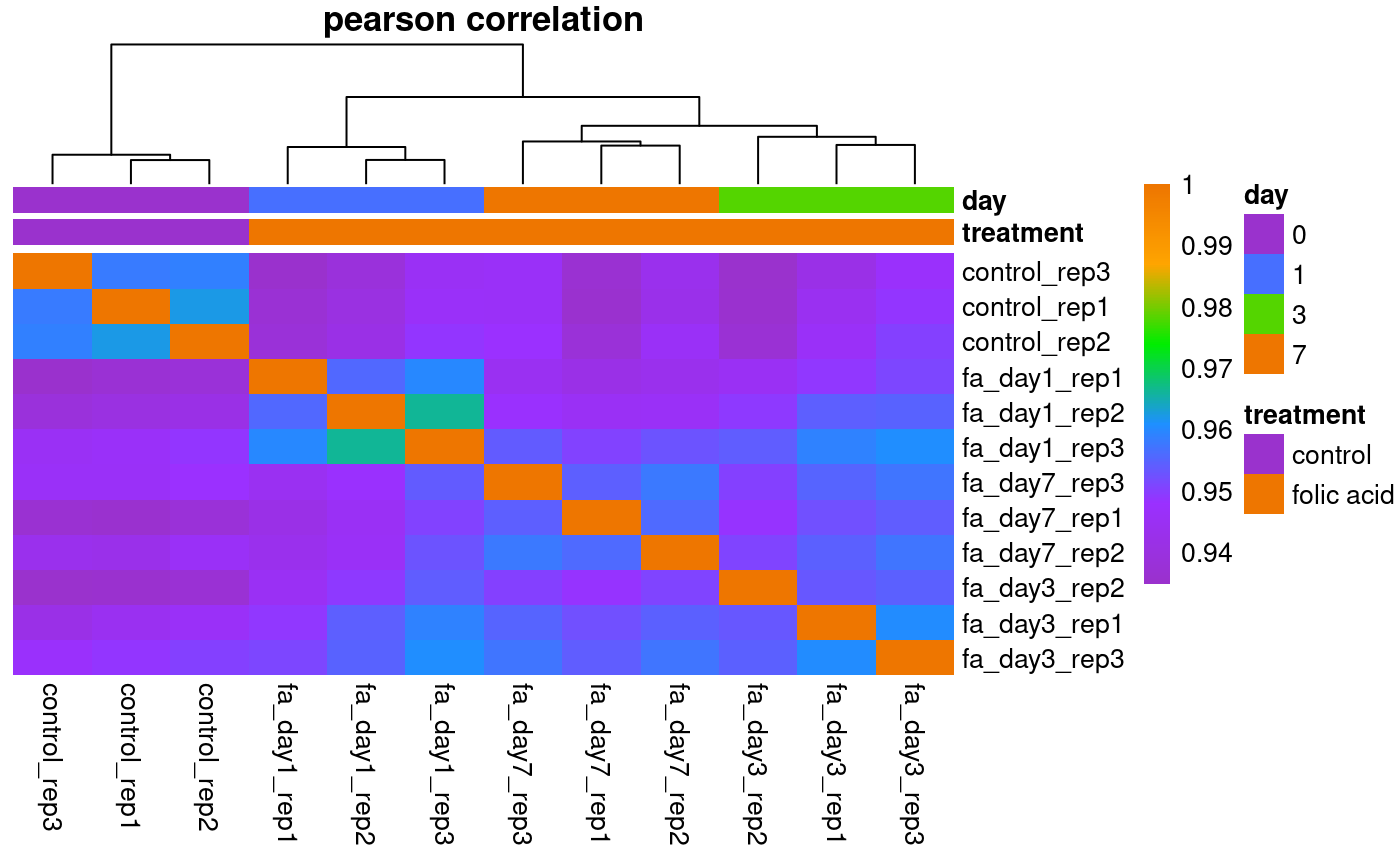 pearson correlation
day
treatment
control_rep3
control_rep1
control_rep2
fa_day1_rep1
fa_day1_rep2
fa_day1_rep3
fa_day7_rep3
fa_day7_rep1
fa_day7_rep2
fa_day3_rep2
fa_day3_rep1
fa_day3_rep3
control_rep3
control_rep1
control_rep2
fa_day1_rep1
fa_day1_rep2
fa_day1_rep3
fa_day7_rep3
fa_day7_rep1
fa_day7_rep2
fa_day3_rep2
fa_day3_rep1
fa_day3_rep3
1
0.99
0.98
0.97
0.96
0.95
0.94
day
0
1
3
7
treatment
control
folic acid